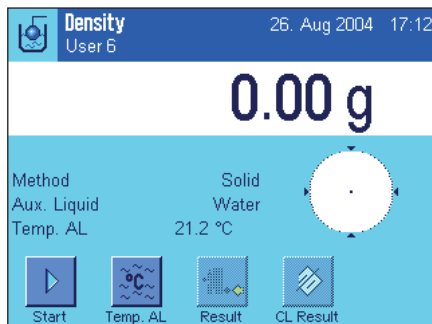 Density 26. Aug 2004 17:12
User 6
0.00 g
Method Solid
Aux. Liquid Water
Temp. AL 21.2 °C
°C
Start Temp. AL Result CL Result